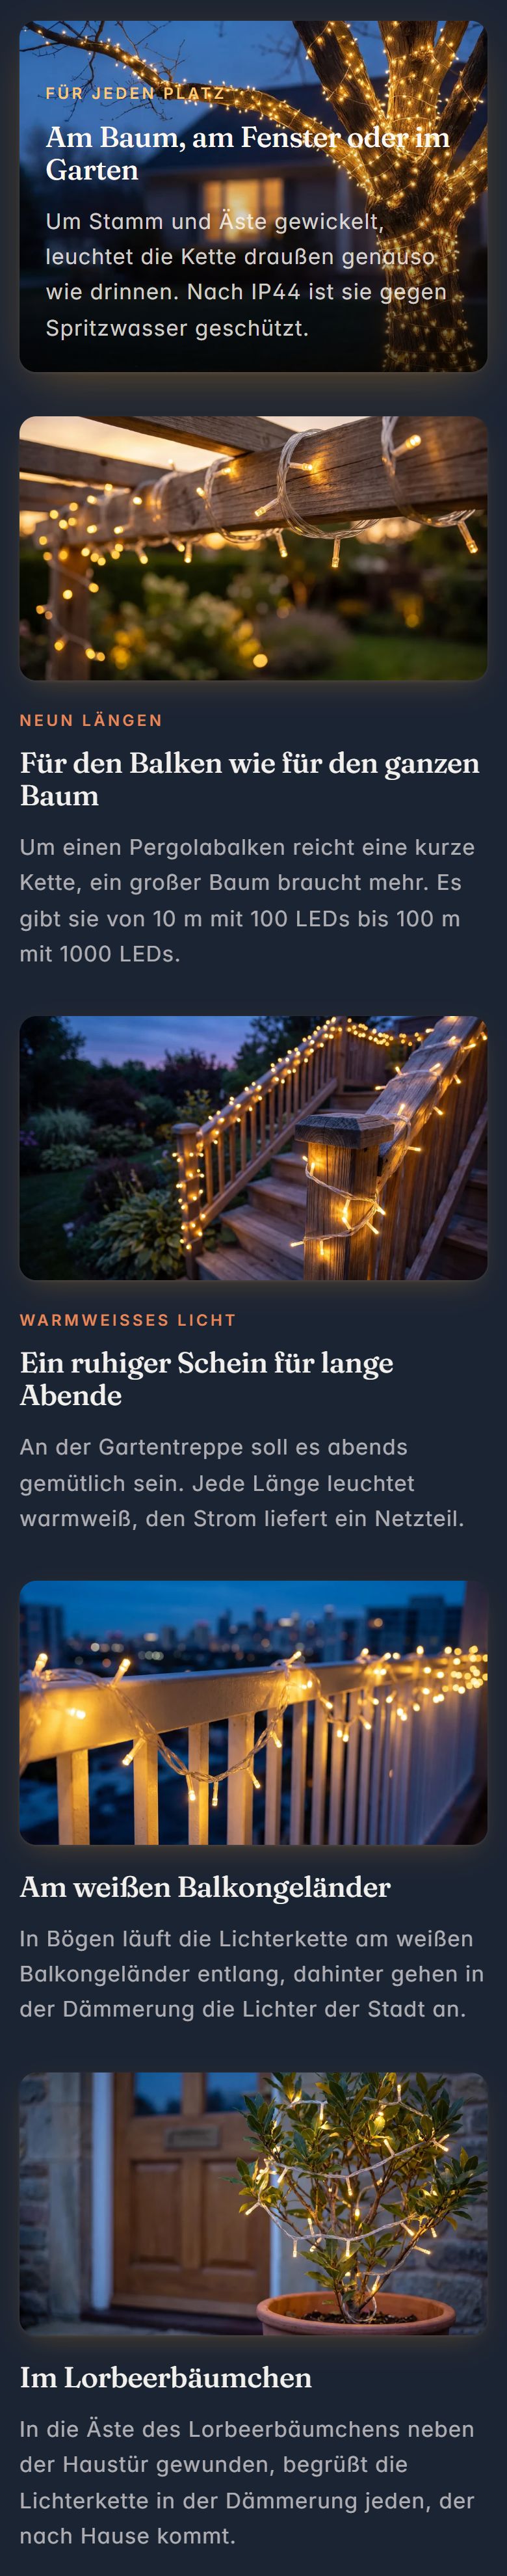 FÜR JEDEN PLATZ
Am Baum, am Fenster oder im
Garten
Um Stamm und Äste gewickelt,
leuchtet die Kette draußen genauso
wie drinnen. Nach IP44 ist sie gegen
Spritzwasser geschützt.
NEUN LÄNGEN
Für den Balken wie für den ganzen
Baum
Um einen Pergolabalken reicht eine kurze
Kette, ein großer Baum braucht mehr. Es
gibt sie von 10 m mit 100 LEDs bis 100 m
mit 1000 LEDs.
WARMWEISSES LICHT
Ein ruhiger Schein für lange
Abende
An der Gartentreppe soll es abends
gemütlich sein. Jede Länge leuchtet
warmweiß, den Strom liefert ein Netzteil.
Am weißen Balkongeländer
In Bögen läuft die Lichterkette am weißen
Balkongeländer entlang, dahinter gehen in
der Dämmerung die Lichter der Stadt an.
Im Lorbeerbäumchen
In die Äste des Lorbeerbäumchens neben
der Haustür gewunden, begrüßt die
Lichterkette in der Dämmerung jeden, der
nach Hause kommt.